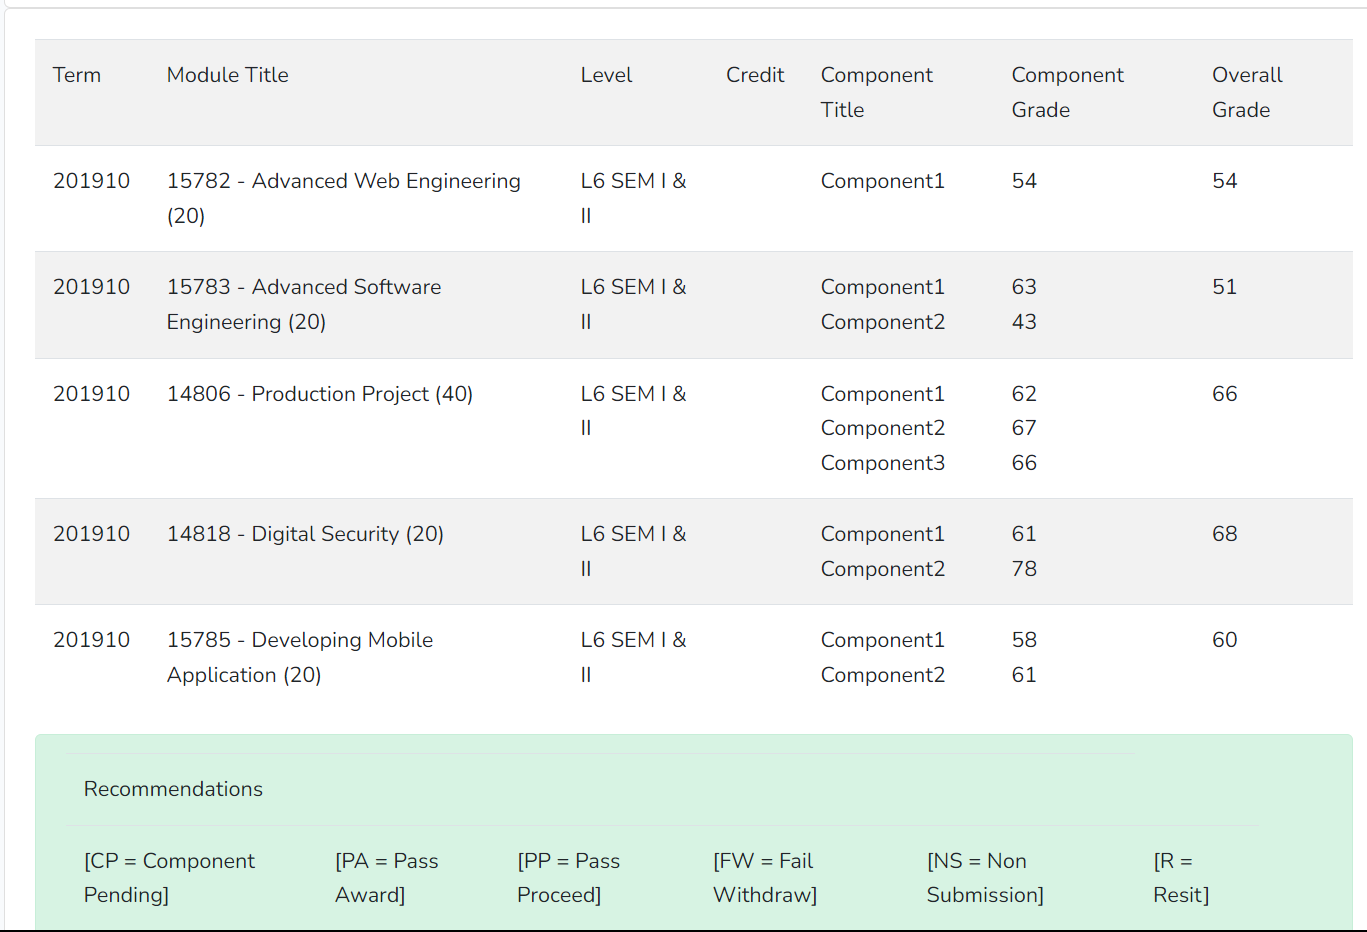 Term Module Title Level Credit Component Component Overall
Title Grade Grade
201910 15782 - Advanced Web Engineering L6 SEM I & Component1 54 54
(20) II
201910 15783 - Advanced Software L6 SEM I & Component1 63 51
Engineering (20) II Component2 43
201910 14806 - Production Project (40) L6 SEM I & Component1 62 66
II Component2 67
Component3 66
201910 14818 - Digital Security (20) L6 SEM I & Component1 61 68
II Component2 78
201910 15785 - Developing Mobile L6 SEM I & Component1 58 60
Application (20) II Component2 61
Recommendations
[CP = Component [PA = Pass [PP = Pass [FW = Fail [NS = Non [R =
Pending] Award] Proceed] Withdraw] Submission] Resit]